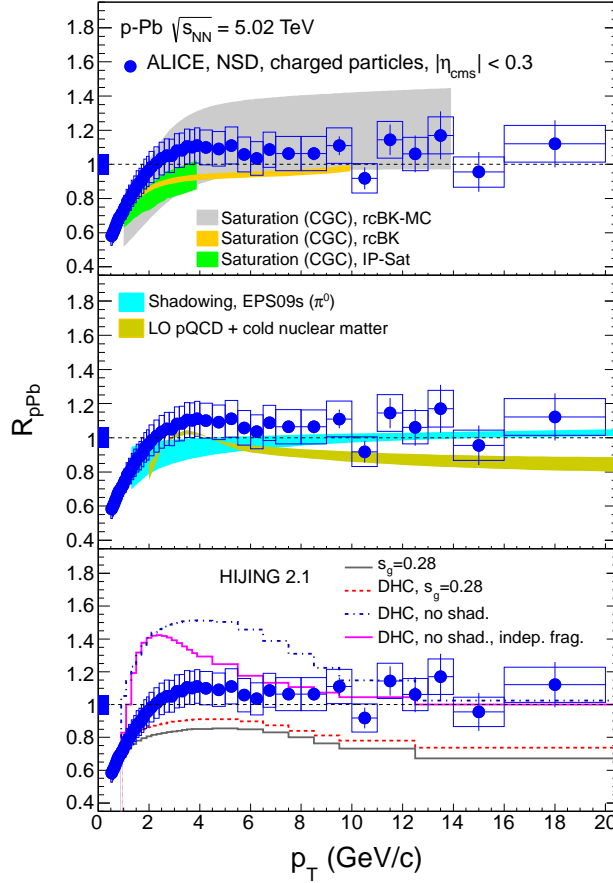 p-Pb √s_NN = 5.02 TeV
ALICE, NSD, charged particles, |η_cms| < 0.3
1.8
1.6
1.4
1.2
1
0.8
0.6
0.4
Saturation (CGC), rcBK-MC
Saturation (CGC), rcBK
Saturation (CGC), IP-Sat
Shadowing, EPS09s (π⁰)
LO pQCD + cold nuclear matter
1.8
1.6
1.4
1.2
1
0.8
0.6
0.4
R_pPb
HIJING 2.1
s_g=0.28
DHC, s_g=0.28
DHC, no shad.
DHC, no shad., indep. frag.
1.8
1.6
1.4
1.2
1
0.8
0.6
0.4
0 2 4 6 8 10 12 14 16 18 20
p_T (GeV/c)